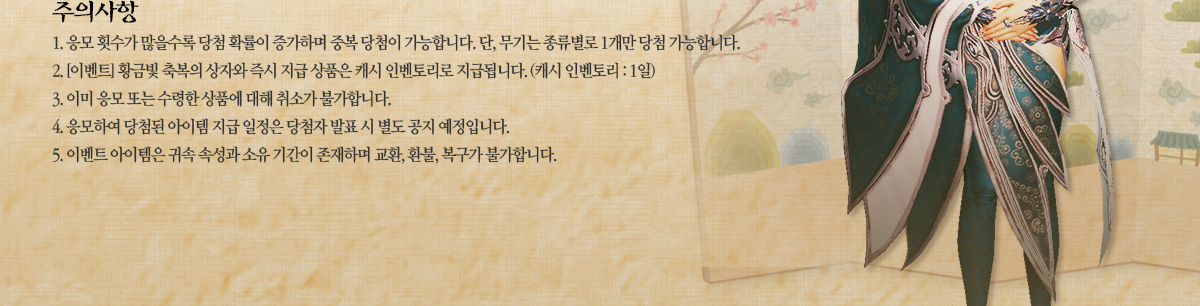 주의사항
1. 응모 횟수가 많을수록 당첨 확률이 증가하며 중복 당첨이 가능합니다. 단, 무기는 종류별로 1개만 당첨 가능합니다.
2. [이벤트] 황금빛 축복의 상자와 즉시 지급 상품은 캐시 인벤토리로 지급됩니다. (캐시 인벤토리 : 1일)
3. 이미 응모 또는 수령한 상품에 대해 취소가 불가합니다.
4. 응모하여 당첨된 아이템 지급 일정은 당첨자 발표 시 별도 공지 예정입니다.
5. 이벤트 아이템은 귀속 속성과 소유 기간이 존재하며 교환, 환불, 복구가 불가합니다.